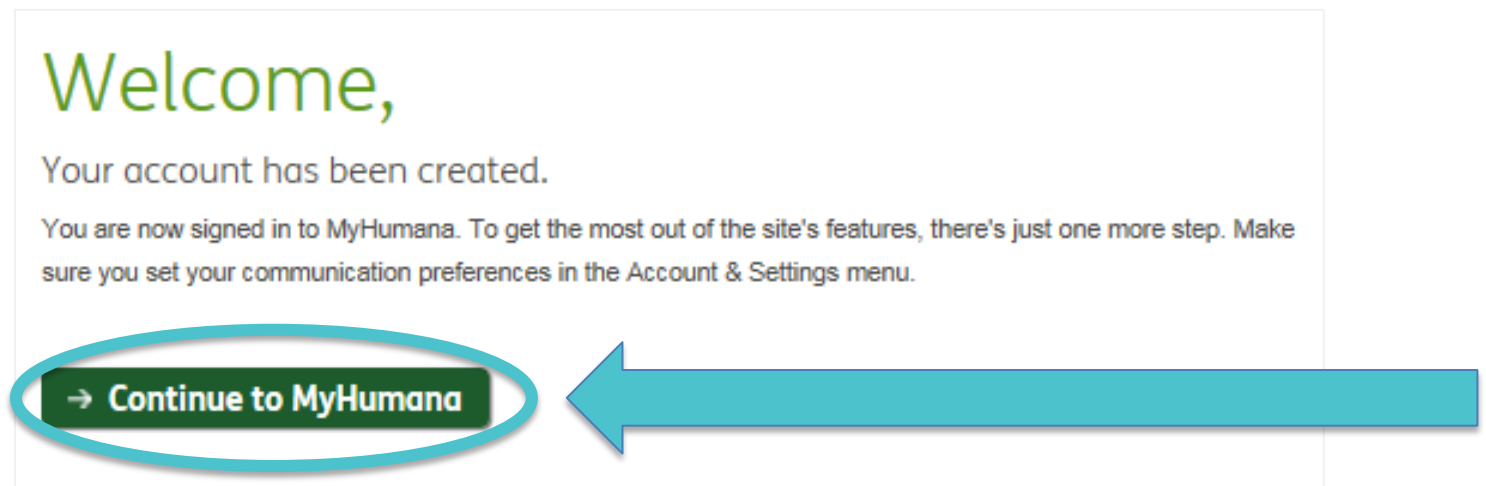 Welcome,
Your account has been created.
You are now signed in to MyHumana. To get the most out of the site's features, there's just one more step. Make
sure you set your communication preferences in the Account & Settings menu.
→ Continue to MyHumana